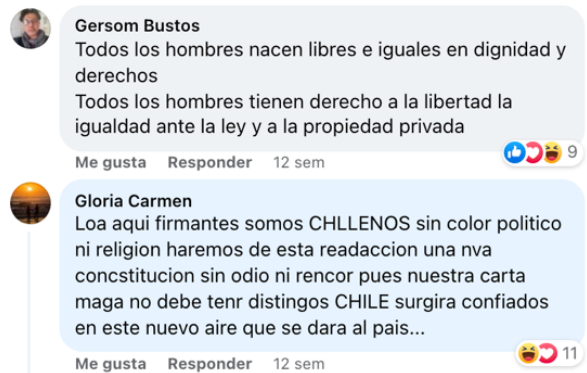 Gersom Bustos
Todos los hombres nacen libres e iguales en dignidad y
derechos
Todos los hombres tienen derecho a la libertad la
igualdad ante la ley y a la propiedad privada
9
Me gusta Responder 12 sem
Gloria Carmen
Loa aqui firmantes somos CHLLENOS sin color politico
ni religion haremos de esta readaccion una nva
concstitucion sin odio ni rencor pues nuestra carta
maga no debe tenr distingos CHILE surgira confiados
en este nuevo aire que se dara al pais...
11
Me gusta Responder 12 sem